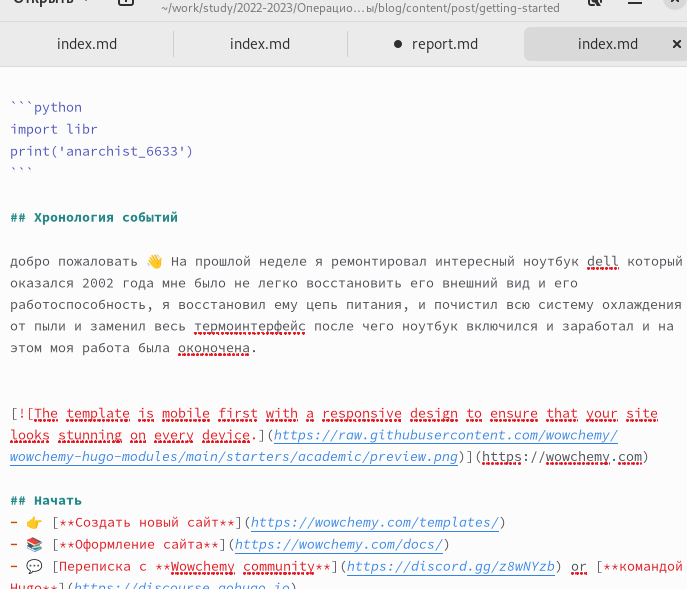 Открыть
~/work/study/2022-2023/Операцио…ы/blog/content/post/getting-started
index.md index.md ● report.md index.md ×
```python
import libr
print('anarchist_6633')
```
## Хронология событий
добро пожаловать 👋 На прошлой неделе я ремонтировал интересный ноутбук dell который
оказался 2002 года мне было не легко восстановить его внешний вид и его
работоспособность, я восстановил ему цепь питания, и почистил всю систему охлаждения
от пыли и заменил весь термоинтерфейс после чего ноутбук включился и заработал и на
этом моя работа была оконочена.
[![The template is mobile first with a responsive design to ensure that your site
looks stunning on every device.](https://raw.githubusercontent.com/wowchemy/
wowchemy-hugo-modules/main/starters/academic/preview.png)](https://wowchemy.com)
## Начать
- 👉 [**Создать новый сайт**](https://wowchemy.com/templates/)
- 📚 [**Оформление сайта**](https://wowchemy.com/docs/)
- 💬 [Переписка с **Wowchemy community**](https://discord.gg/z8wNYzb) or [**командой
Hugo**](https://discourse.gohugo.io)